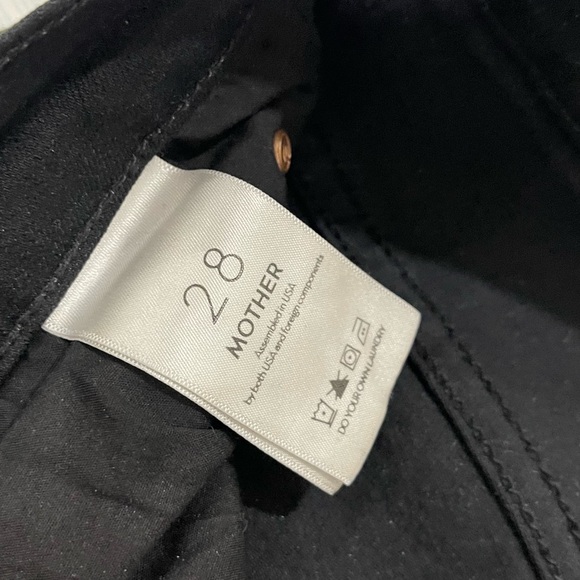 28
MOTHER
Assembled in USA
by both USA and foreign components
DO YOUR OWN LAUNDRY